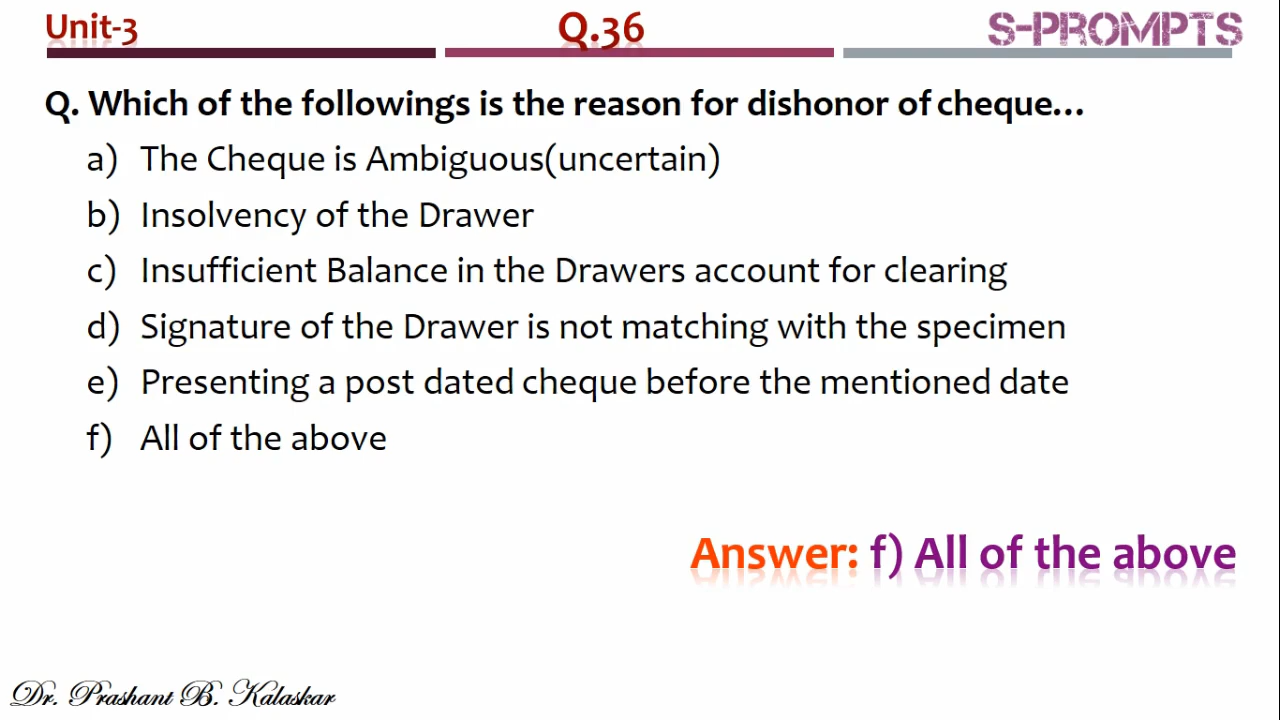 Unit-3
Q.36
S-PROMPTS
Q. Which of the followings is the reason for dishonor of cheque...
a) The Cheque is Ambiguous(uncertain)
b) Insolvency of the Drawer
c) Insufficient Balance in the Drawers account for clearing
d) Signature of the Drawer is not matching with the specimen
e) Presenting a post dated cheque before the mentioned date
f) All of the above
Answer: f) All of the above
Dr. Prashant B. Kalaskar